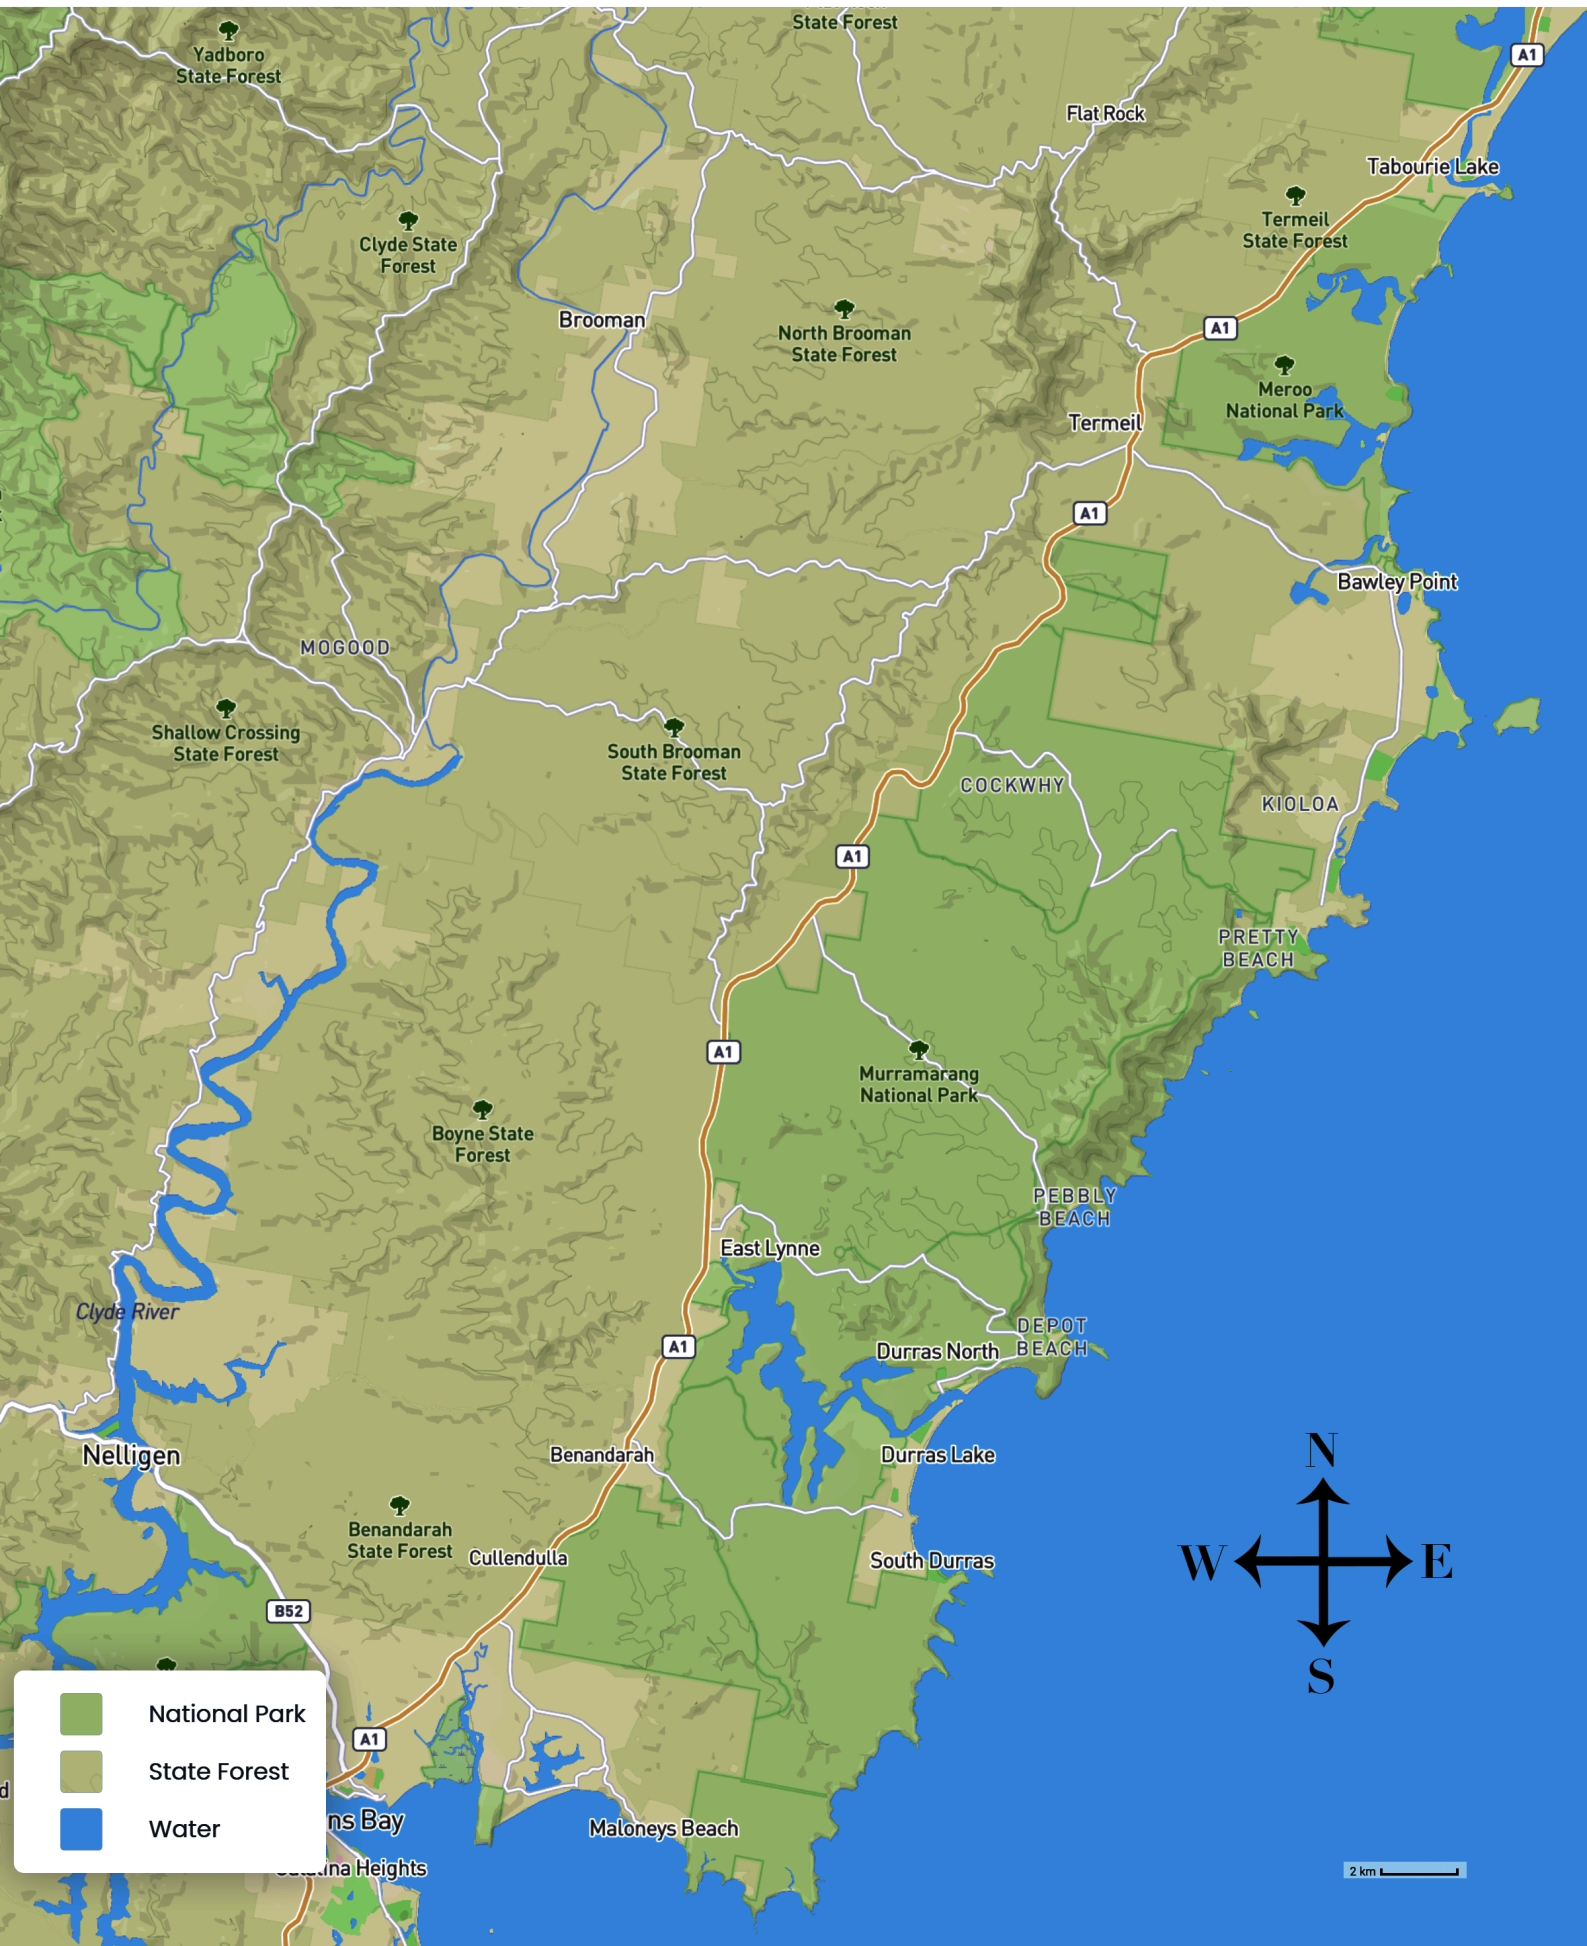 State Forest
A1
Yadboro
State Forest
Flat Rock
Tabourie Lake
Termeil
State Forest
Clyde State
Forest
Brooman
North Brooman
State Forest
A1
Meroo
National Park
Termeil
A1
Bawley Point
MOGOOD
Shallow Crossing
State Forest
South Brooman
State Forest
COCKWHY
KIOLOA
A1
PRETTY
BEACH
A1
Murramarang
National Park
Boyne State
Forest
PEBBLY
BEACH
East Lynne
Clyde River
A1
DEPOT
BEACH
Durras North
Nelligen
Benandarah
Durras Lake
N
W
E
S
Benandarah
State Forest
Cullendulla
South Durras
B52
National Park
State Forest
Water
A1
d
ns Bay
Maloneys Beach
Heights
2 km